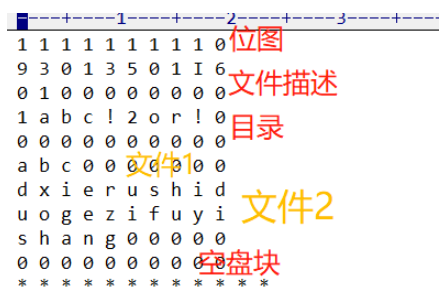 ----+----1----+----2----+----3----+----
1 1 1 1 1 1 1 1 1 0 位图
9 3 0 1 3 5 0 1 I 6
0 1 0 0 0 0 0 0 0 0 文件描述
1 a b c ! 2 o r ! 0 目录
0 0 0 0 0 0 0 0 0 0
a b c 0 0 0 0 0 0 0 文件1
d x i e r u s h i d
u o g e z i f u y i 文件2
s h a n g 0 0 0 0 0
0 0 0 0 0 0 0 0 0 0 空盘块
* * * * * * * * * * * *